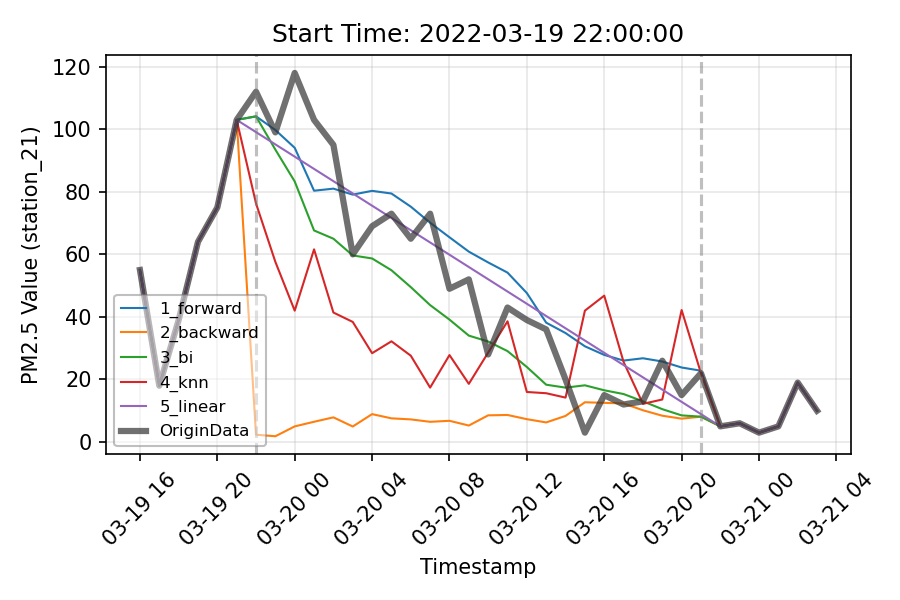 Start Time: 2022-03-19 22:00:00
PM2.5 Value (station_21)
120
100
80
60
40
20
0
1_forward
2_backward
3_bi
4_knn
5_linear
OriginData
03-19 16
03-19 20
03-20 00
03-20 04
03-20 08
03-20 12
03-20 16
03-20 20
03-21 00
03-21 04
Timestamp